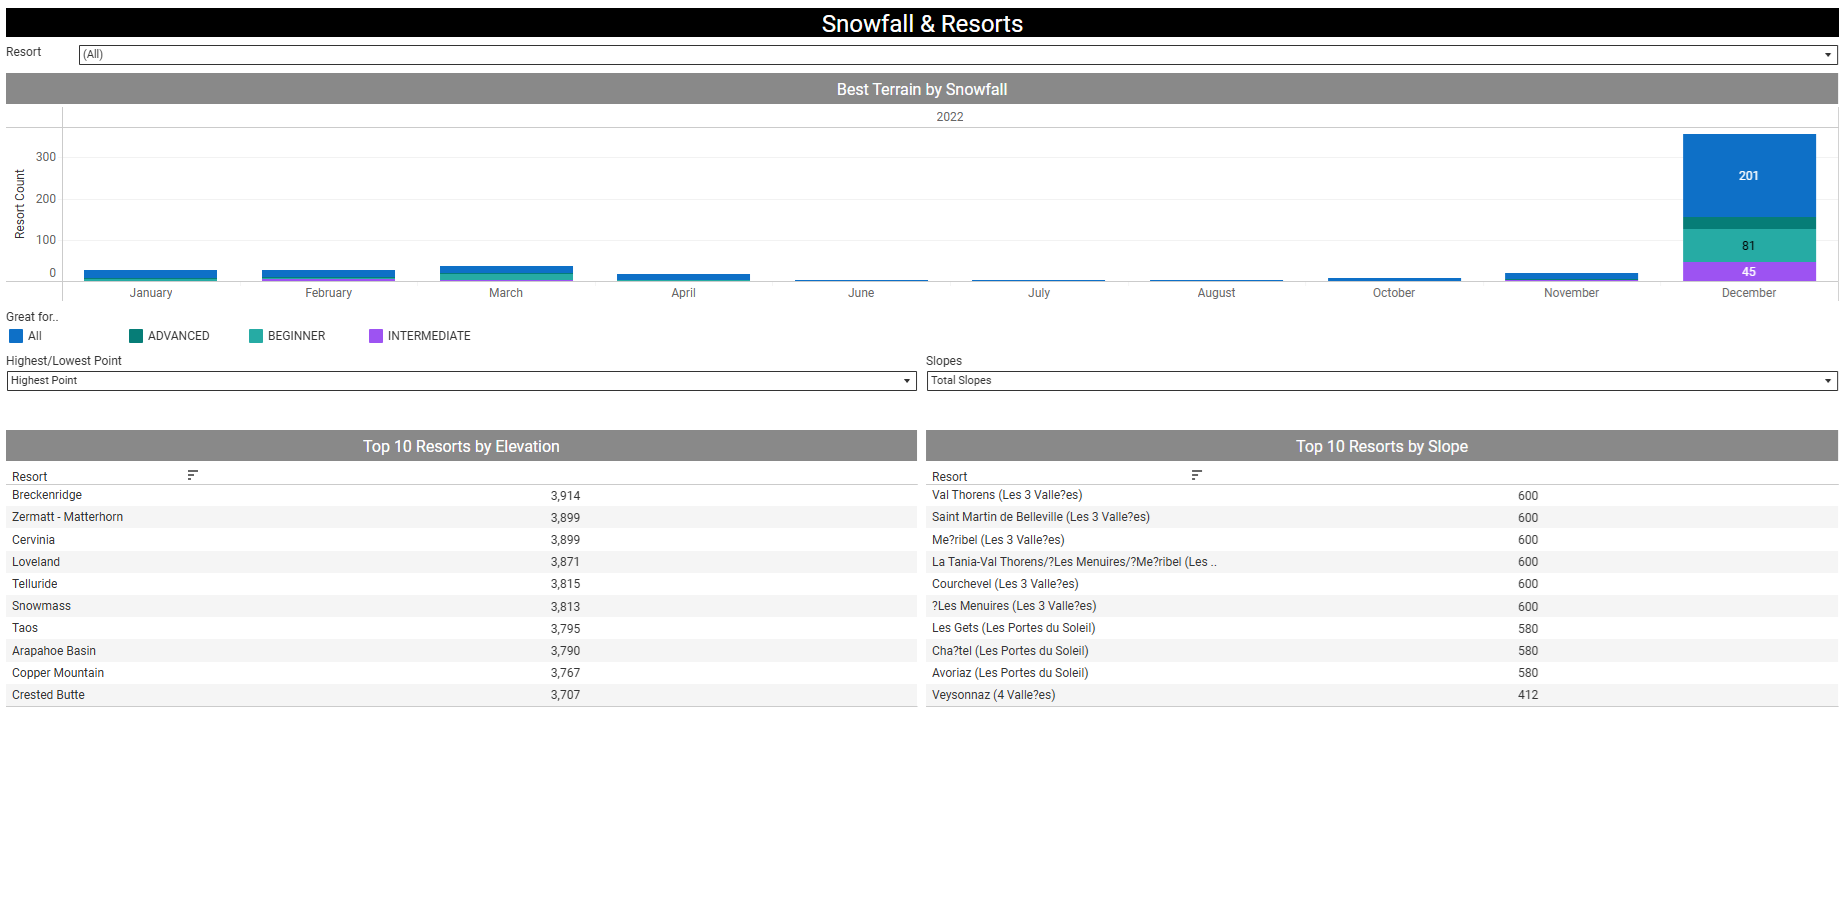 Snowfall & Resorts
Resort
(All)
Best Terrain by Snowfall
2022
Resort Count
300
200
100
0
201
81
45
January February March April June July August October November December
Great for..
All ADVANCED BEGINNER INTERMEDIATE
Highest/Lowest Point
Highest Point
Slopes
Total Slopes
Top 10 Resorts by Elevation
Resort
Breckenridge 3,914
Zermatt - Matterhorn 3,899
Cervinia 3,899
Loveland 3,871
Telluride 3,815
Snowmass 3,813
Taos 3,795
Arapahoe Basin 3,790
Copper Mountain 3,767
Crested Butte 3,707
Top 10 Resorts by Slope
Resort
Val Thorens (Les 3 Valle?es) 600
Saint Martin de Belleville (Les 3 Valle?es) 600
Me?ribel (Les 3 Valle?es) 600
La Tania-Val Thorens/?Les Menuires/?Me?ribel (Les .. 600
Courchevel (Les 3 Valle?es) 600
?Les Menuires (Les 3 Valle?es) 600
Les Gets (Les Portes du Soleil) 580
Cha?tel (Les Portes du Soleil) 580
Avoriaz (Les Portes du Soleil) 580
Veysonnaz (4 Valle?es) 412